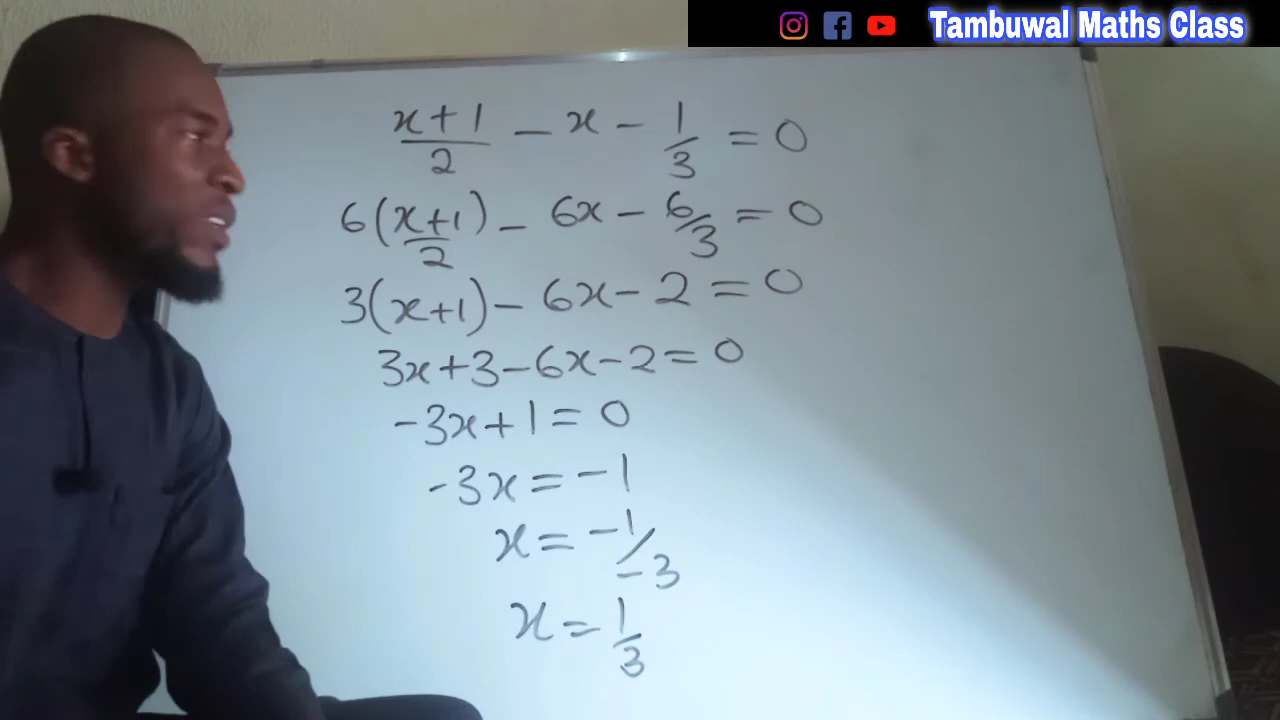 Tambuwal Maths Class
x+1/2 - x - 1/3 = 0
6(x+1/2) - 6x - 6/3 = 0
3(x+1) - 6x - 2 = 0
3x+3-6x-2=0
-3x+1=0
-3x=-1
x=-1/-3
x=1/3